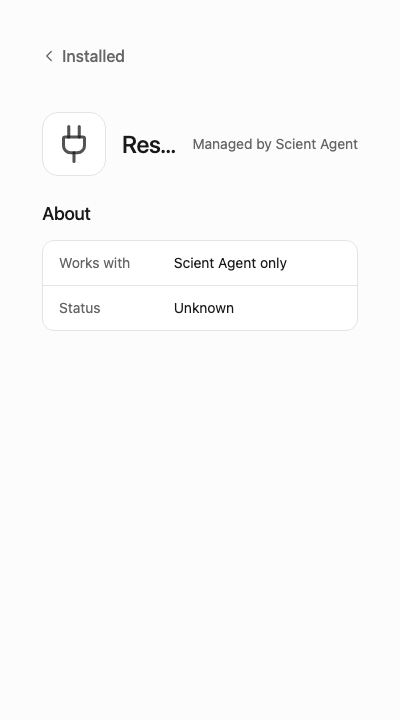 Installed
Res... Managed by Scient Agent
About
Works with Scient Agent only
Status Unknown